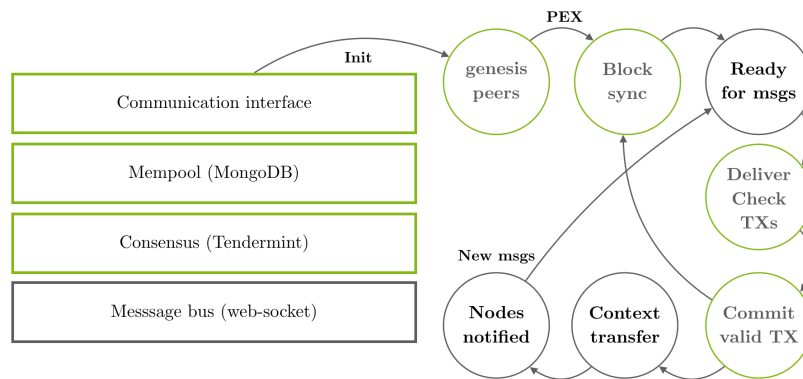 PEX
Init
genesis
peers
Block
sync
Ready
for msgs
Communication interface
Mempool (MongoDB)
Deliver
Check
TXs
Consensus (Tendermint)
New msgs
Messsage bus (web-socket)
Nodes
notified
Context
transfer
Commit
valid TX